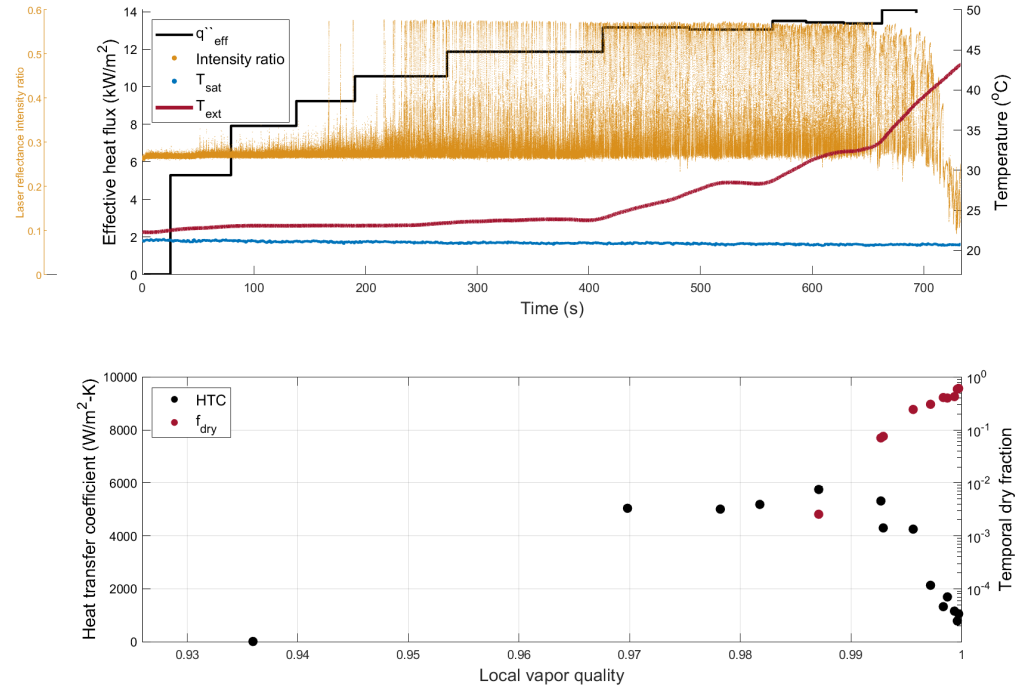 Laser reflectance intensity ratio
0 0.1 0.2 0.3 0.4 0.5 0.6
Effective heat flux (kW/m²)
0 2 4 6 8 10 12 14
q``eff
Intensity ratio
Tsat
Text
Temperature (°C)
20 25 30 35 40 45 50
0 100 200 300 400 500 600 700
Time (s)
Heat transfer coefficient (W/m²-K)
0 2000 4000 6000 8000 10000
HTC
fdry
Temporal dry fraction
10⁻⁴ 10⁻³ 10⁻² 10⁻¹ 10⁰
0.93 0.94 0.95 0.96 0.97 0.98 0.99 1
Local vapor quality